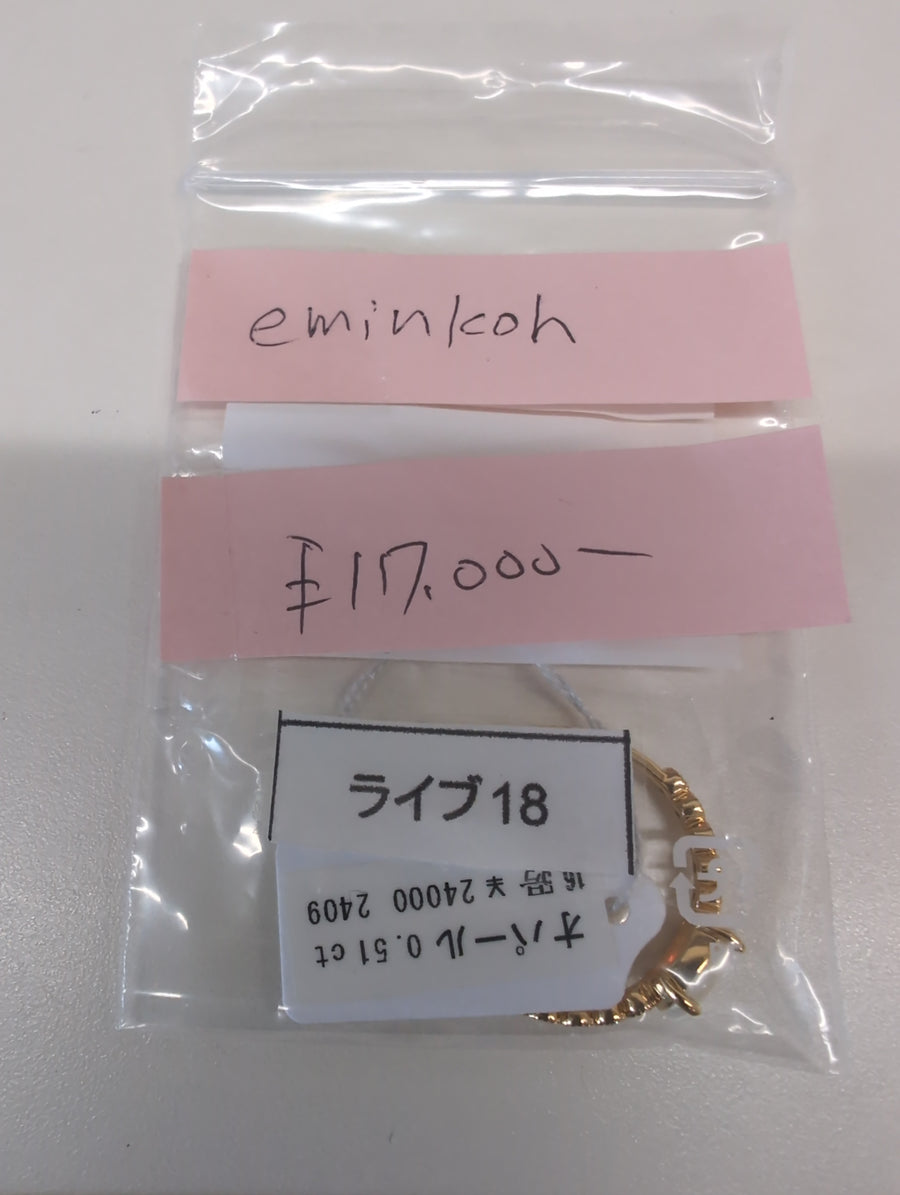 eminkoh
¥17.000-
ライブ18
オパール 0.51ct
16号 ¥24000 2409